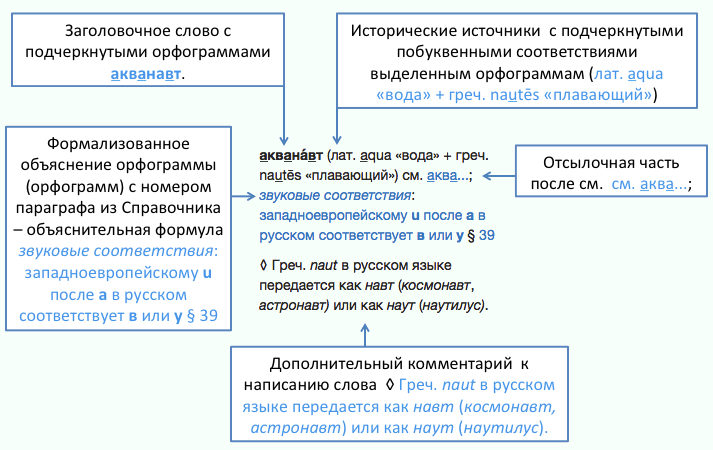 Заголовочное слово с
подчеркнутыми орфограммами
акванавт.
Исторические источники с подчеркнутыми
побуквенными соответствиями
выделенным орфограммам (лат. aqua
«вода» + греч. nautēs «плавающий»)
Формализованное
объяснение орфограммы
(орфограмм) с номером
параграфа из Справочника
– объяснительная формула
звуковые соответствия:
западноевропейскому u
после а в русском
соответствует в или у § 39
аквана́вт (лат. aqua «вода» + греч.
nautēs «плавающий») см. аква...;
звуковые соответствия:
западноевропейскому u после а в
русском соответствует в или у § 39
◊ Греч. naut в русском языке
передается как навт (космонавт,
астронавт) или как наут (наутилус).
Отсылочная часть
после см. см. аква...;
Дополнительный комментарий к
написанию слова ◊ Греч. naut в русском
языке передается как навт (космонавт,
астронавт) или как наут (наутилус).